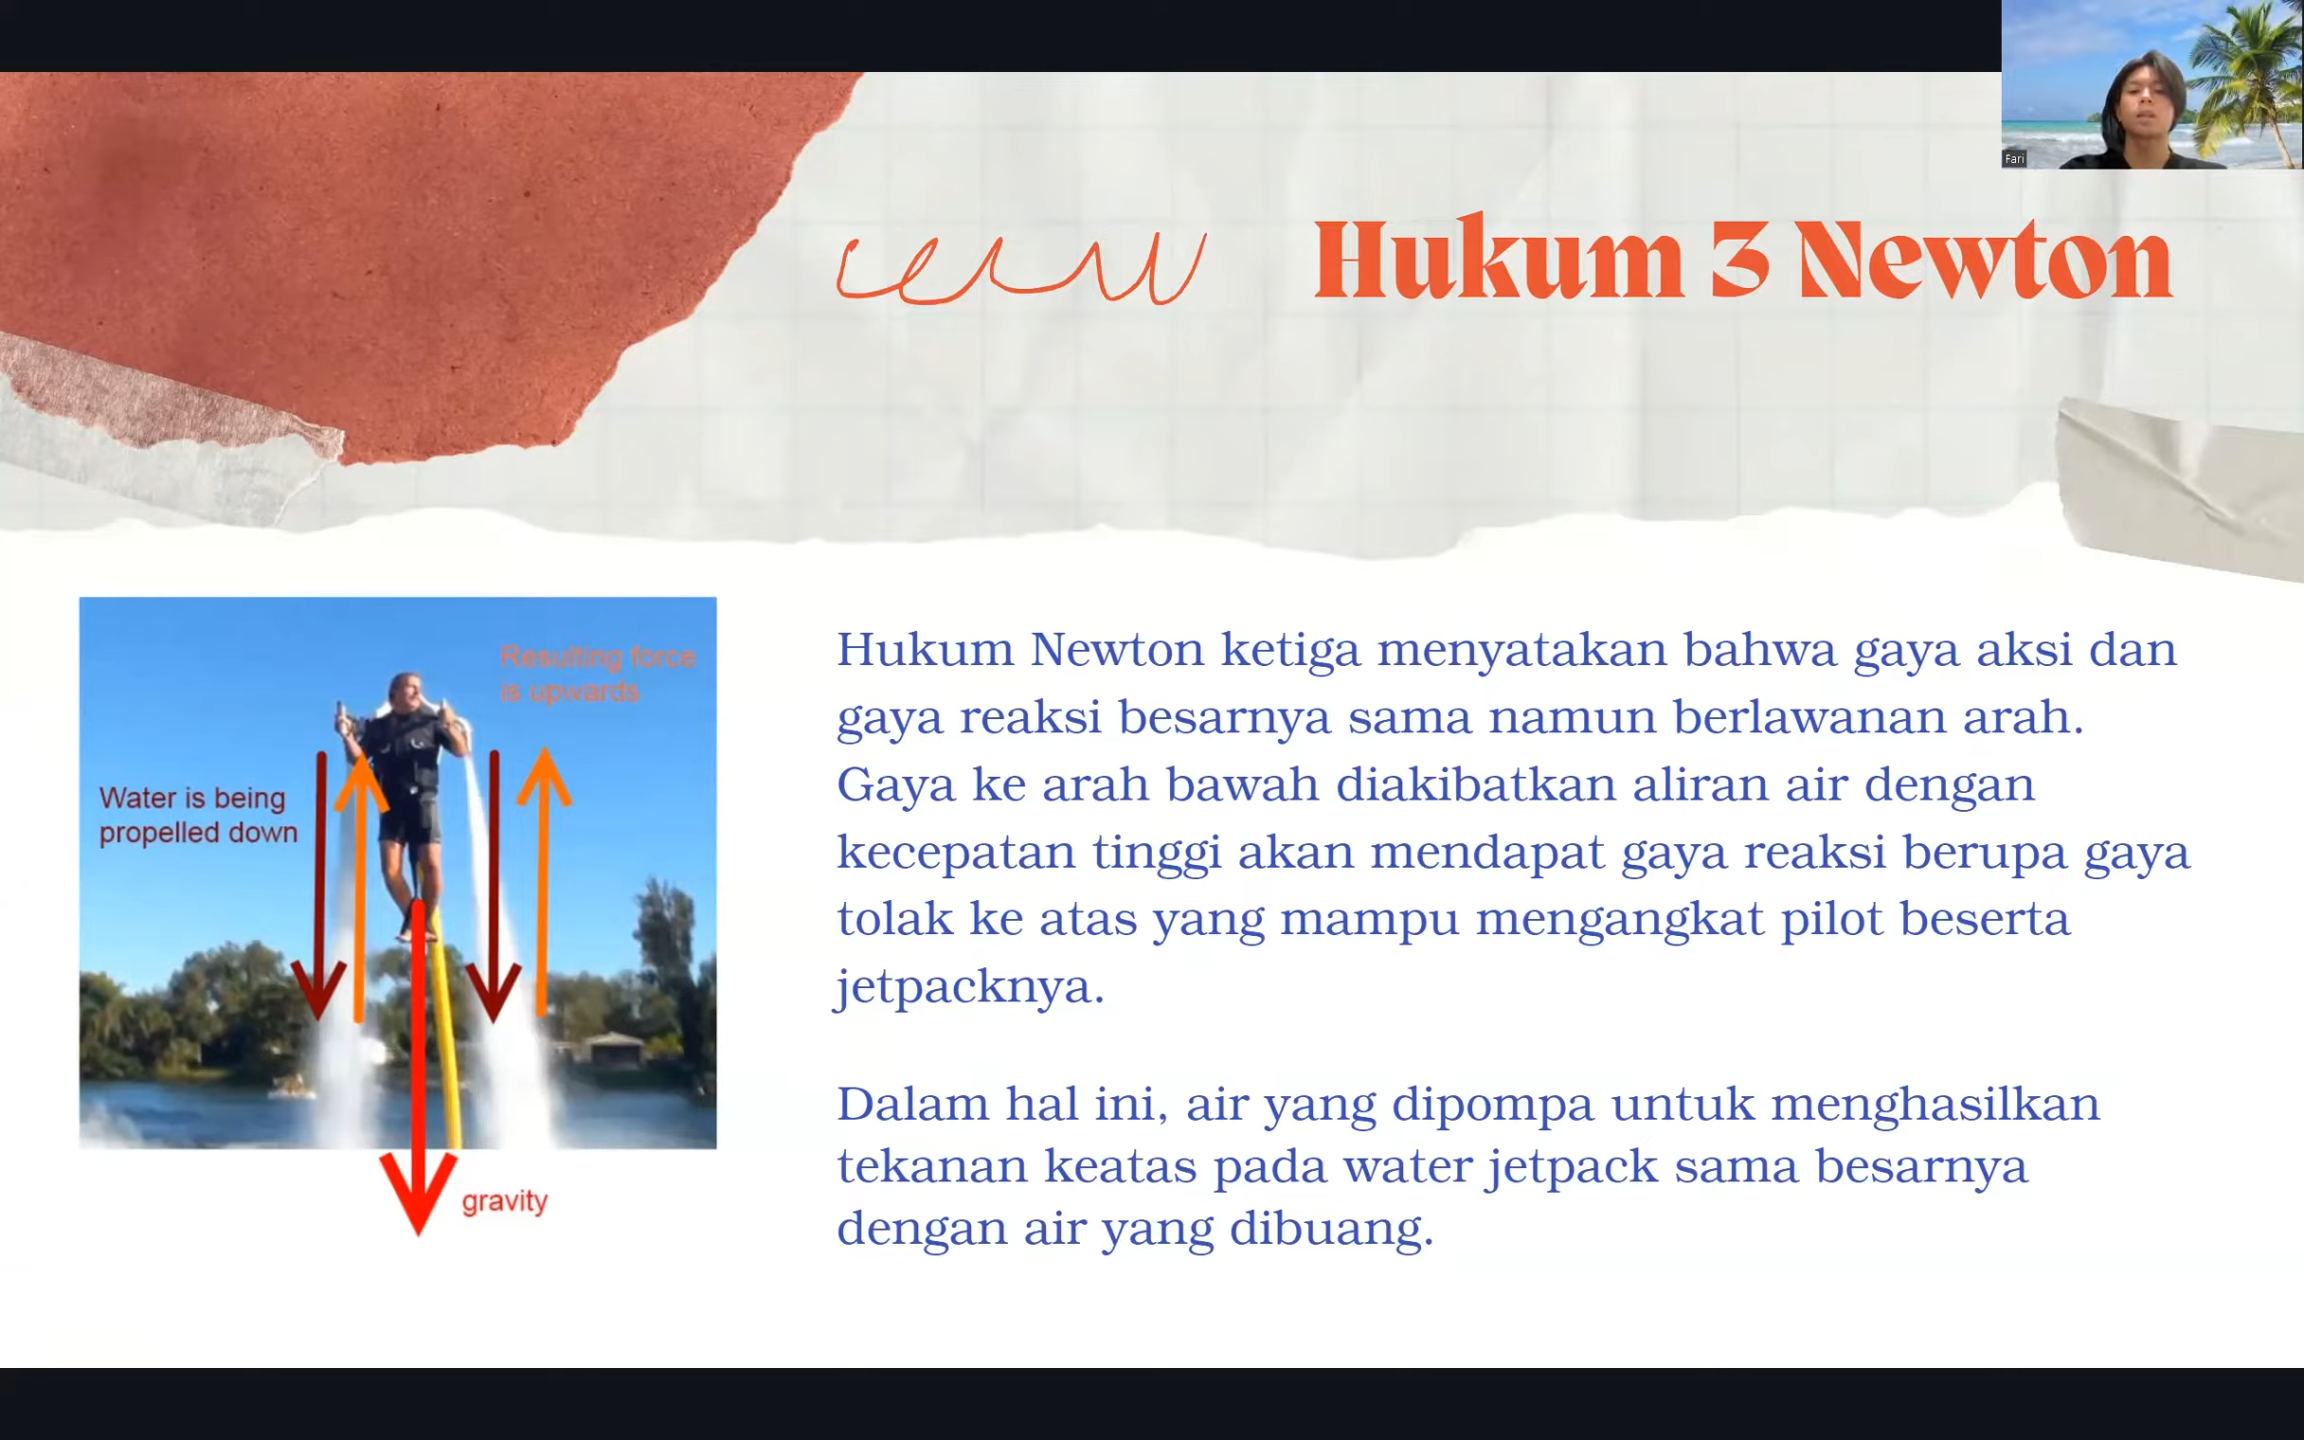 Fari
Hukum 3 Newton
Resulting force
is upwards
Water is being
propelled down
gravity
Hukum Newton ketiga menyatakan bahwa gaya aksi dan
gaya reaksi besarnya sama namun berlawanan arah.
Gaya ke arah bawah diakibatkan aliran air dengan
kecepatan tinggi akan mendapat gaya reaksi berupa gaya
tolak ke atas yang mampu mengangkat pilot beserta
jetpacknya.
Dalam hal ini, air yang dipompa untuk menghasilkan
tekanan keatas pada water jetpack sama besarnya
dengan air yang dibuang.